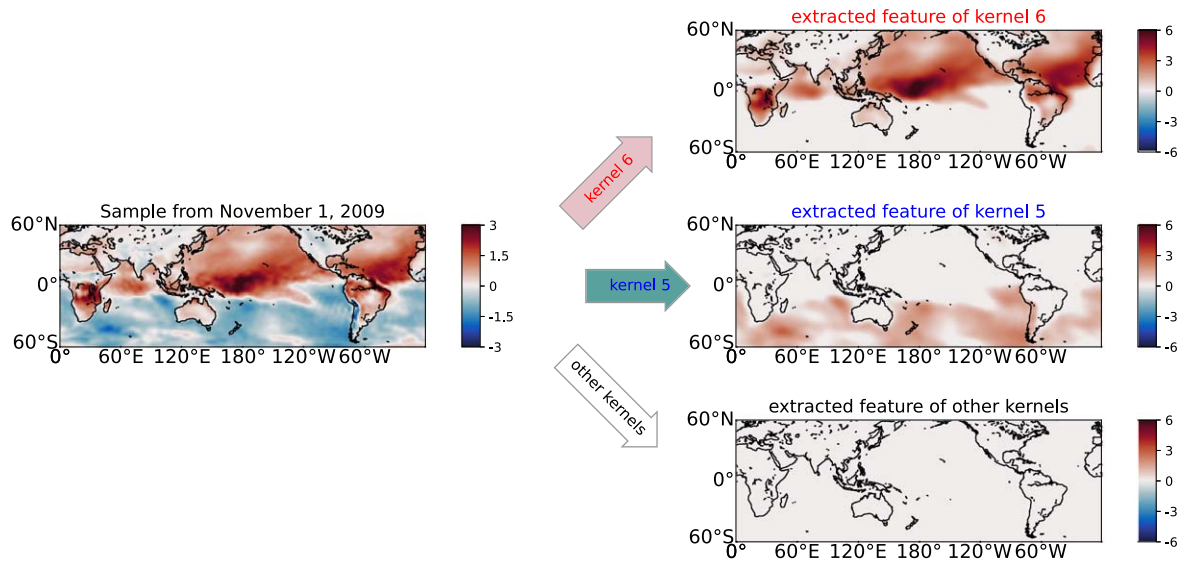 extracted feature of kernel 6
60°N
0°
60°S
0°
60°E
120°E
180°
120°W
60°W
6
3
0
−3
−6
kernel 6
Sample from November 1, 2009
60°N
0°
60°S
0°
60°E
120°E
180°
120°W
60°W
3
1.5
0
−1.5
−3
kernel 5
extracted feature of kernel 5
60°N
0°
60°S
0°
60°E
120°E
180°
120°W
60°W
6
3
0
−3
−6
other kernels
extracted feature of other kernels
60°N
0°
60°S
0°
60°E
120°E
180°
120°W
60°W
6
3
0
−3
−6